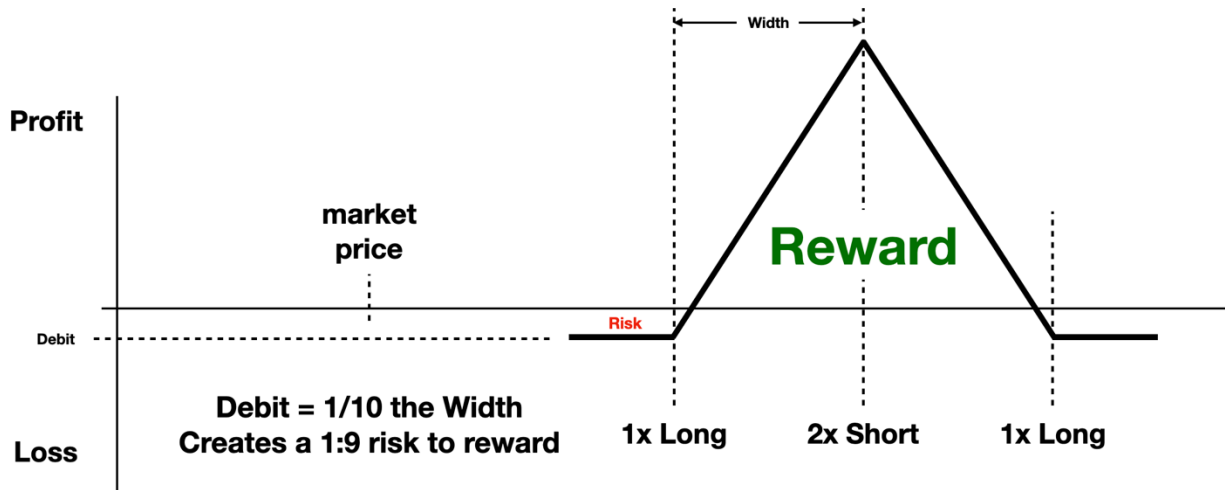 Width
Profit
market
price
Reward
Risk
Debit
Debit = 1/10 the Width
Creates a 1:9 risk to reward
1x Long
2x Short
1x Long
Loss